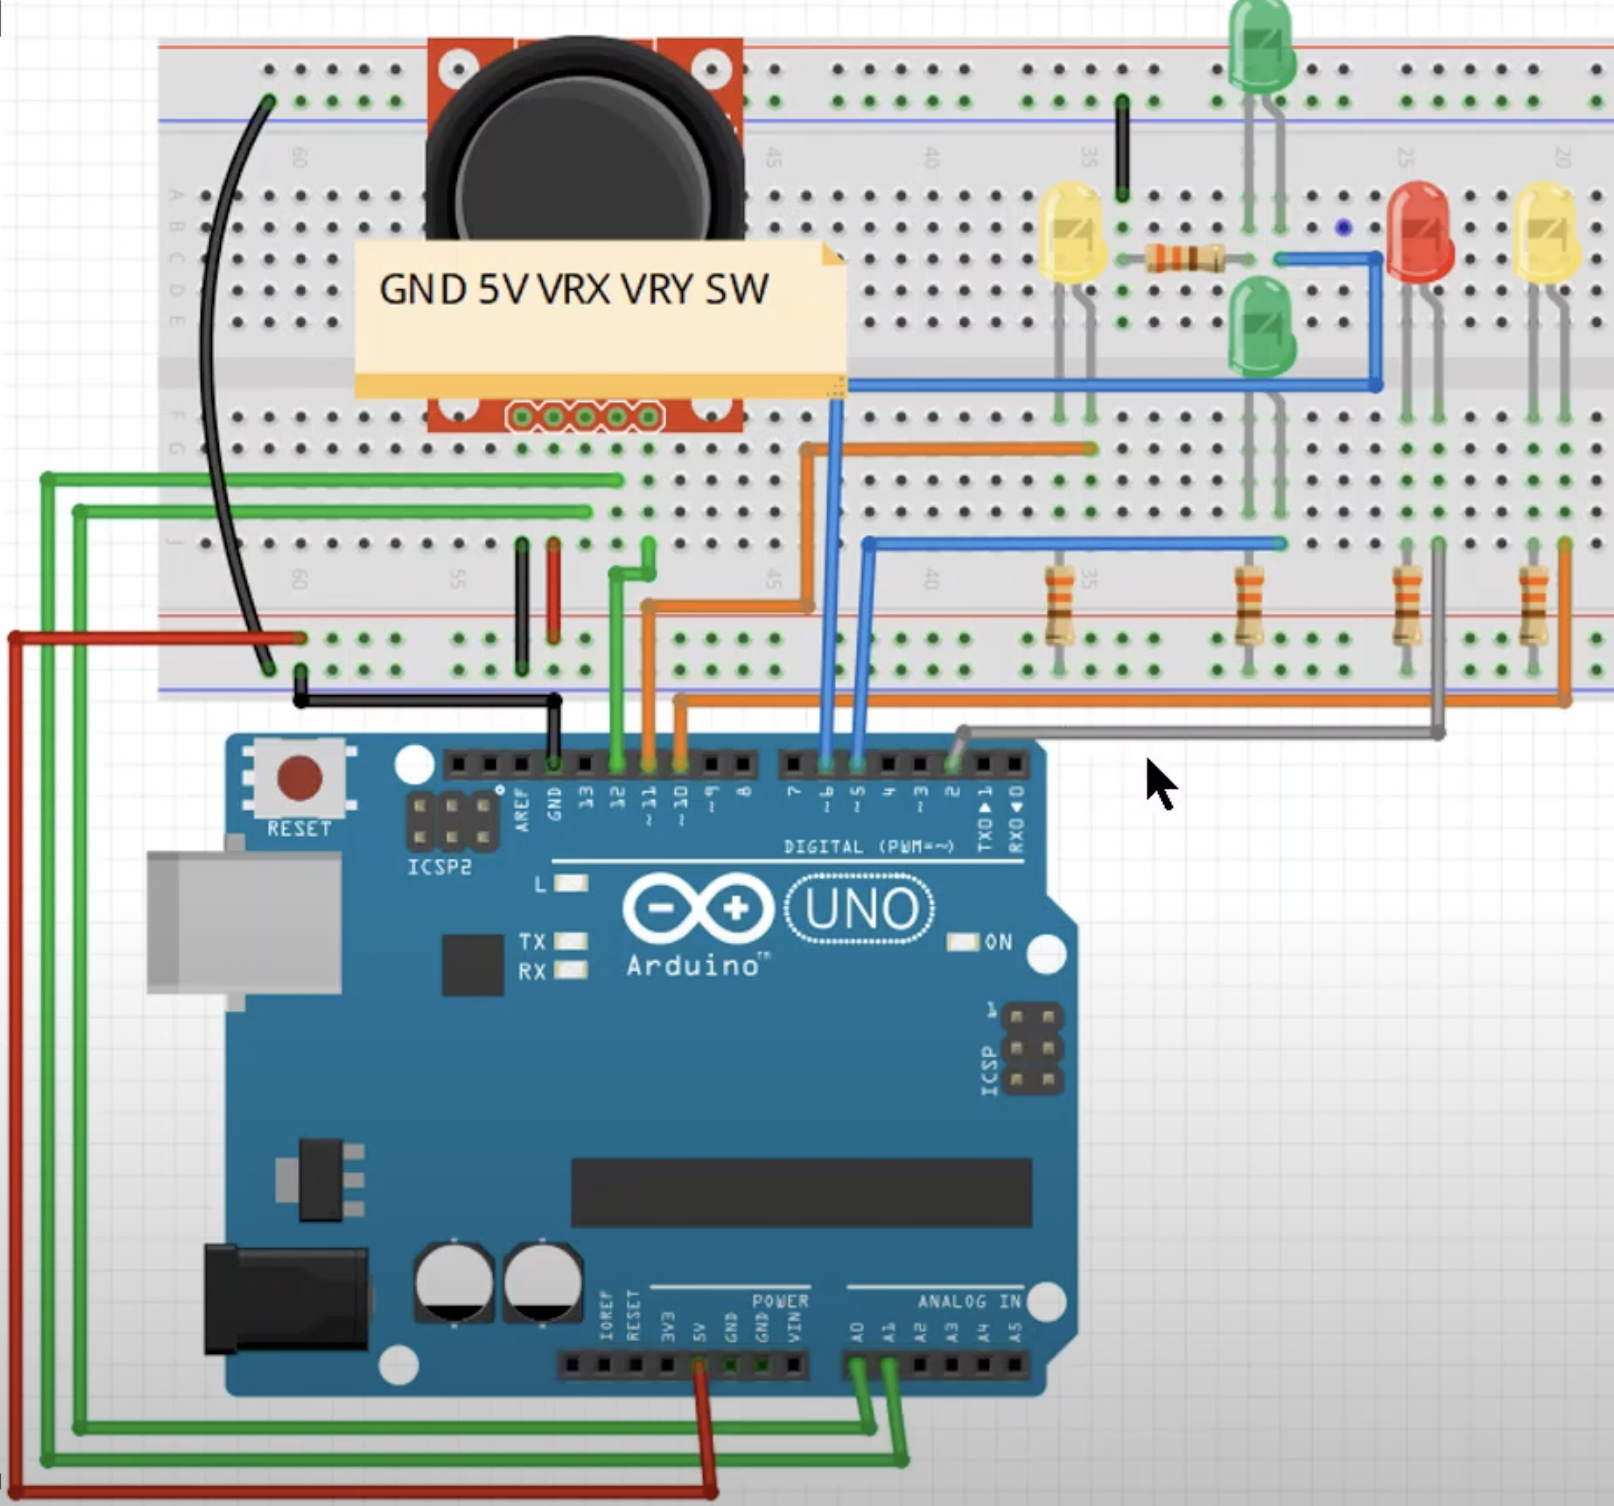 60 45 40 35 25 20
A
B
C
D
E
GND 5V VRX VRY SW
F
G
J
60 55 45 40 35
RESET
ICSP2
AREF GND 13 12 ~11 ~10 ~9 8 7 ~6 ~5 4 ~3 2 TXD▶1 RXD◀0
DIGITAL (PWM=~)
L
TX
RX
UNO
Arduino™
ON
1
ICSP
POWER
ANALOG IN
IOREF RESET 3V3 5V GND GND VIN A0 A1 A2 A3 A4 A5